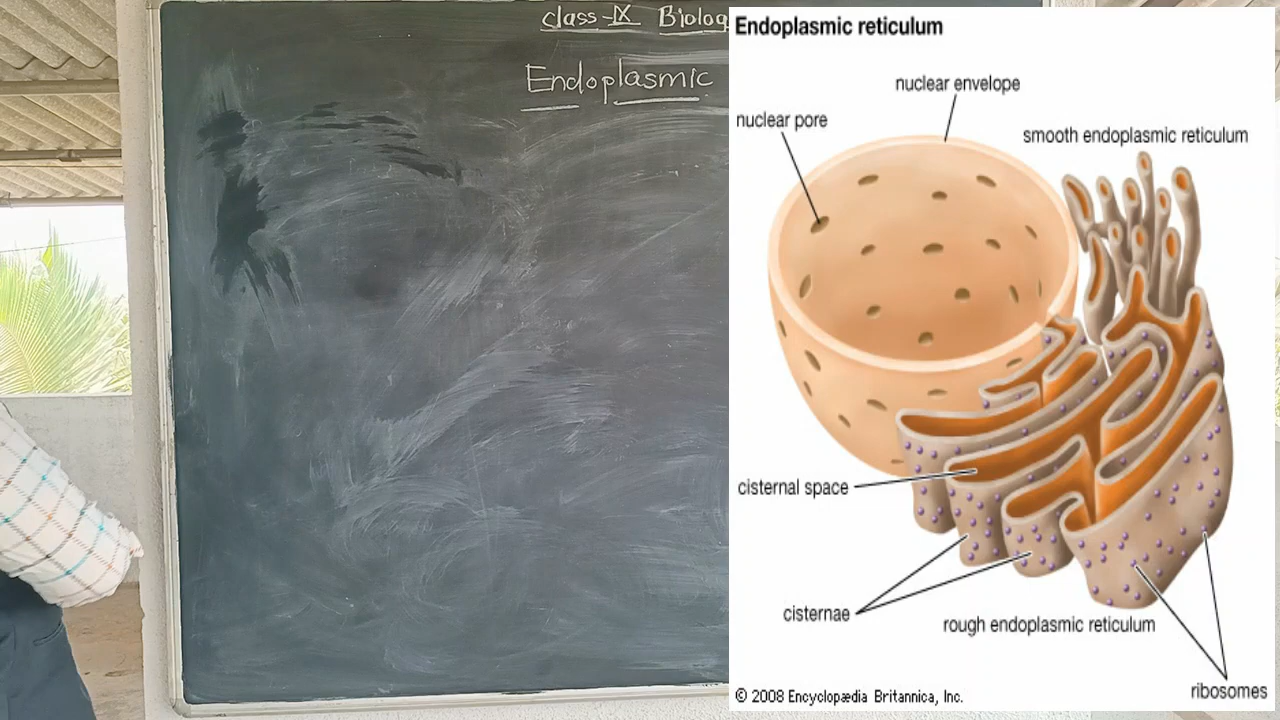 class-IX Biolog
Endoplasmic
Endoplasmic reticulum
nuclear envelope
nuclear pore
smooth endoplasmic reticulum
cisternal space
cisternae
rough endoplasmic reticulum
ribosomes
© 2008 Encyclopædia Britannica, Inc.